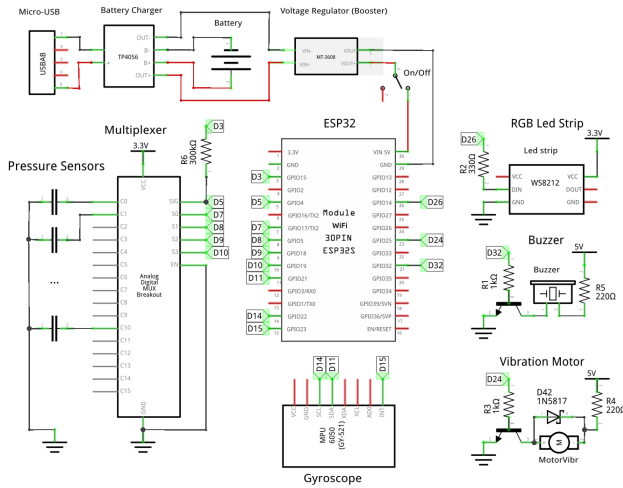 Micro-USB
Battery Charger
Voltage Regulator (Booster)
Battery
USBAB
TP4056
OUT-
B-
B+
OUT+
VIN-
VIN+
MT-3608
VOUT-
VOUT+
On/Off
Multiplexer
3.3V
D3
R6
300kΩ
ESP32
RGB Led Strip
D26
R2
330Ω
Led strip
3.3V
VCC
DIN
GND
WS8212
VCC
DOUT
GND
Pressure Sensors
...
VCC
C0
C1
C2
C3
C4
C5
C6
C7
C8
C9
C10
C11
C12
C13
C14
C15
Analog
Digital
MUX
Breakout
SIG
S0
S1
S2
S3
EN
GND
D5
D7
D8
D9
D10
D3
D5
D7
D8
D9
D10
D11
D14
D15
3.3V
GND
GPIO15
GPIO2
GPIO4
GPIO16/TX2
GPIO17/TX2
GPIO5
GPIO18
GPIO19
GPIO21
GPIO3/RX0
GPIO1/TX0
GPIO22
GPIO23
Module
WiFi
30PIN
ESP32S
VIN 5V
GND
GPIO13
GPIO12
GPIO14
GPIO27
GPIO26
GPIO25
GPIO33
GPIO32
GPIO35
GPIO34
GPIO39/SVN
GPIO36/SVP
EN/RESET
D26
D24
D32
Buzzer
D32
R1
1kΩ
Buzzer
5V
R5
220Ω
Vibration Motor
D24
R3
1kΩ
D42
1N5817
5V
R4
220Ω
M
MotorVibr
D14
D11
D15
VCC
GND
SCL
XDA
XCL
ADO
INT
MPU
6050
(GY-521)
Gyroscope